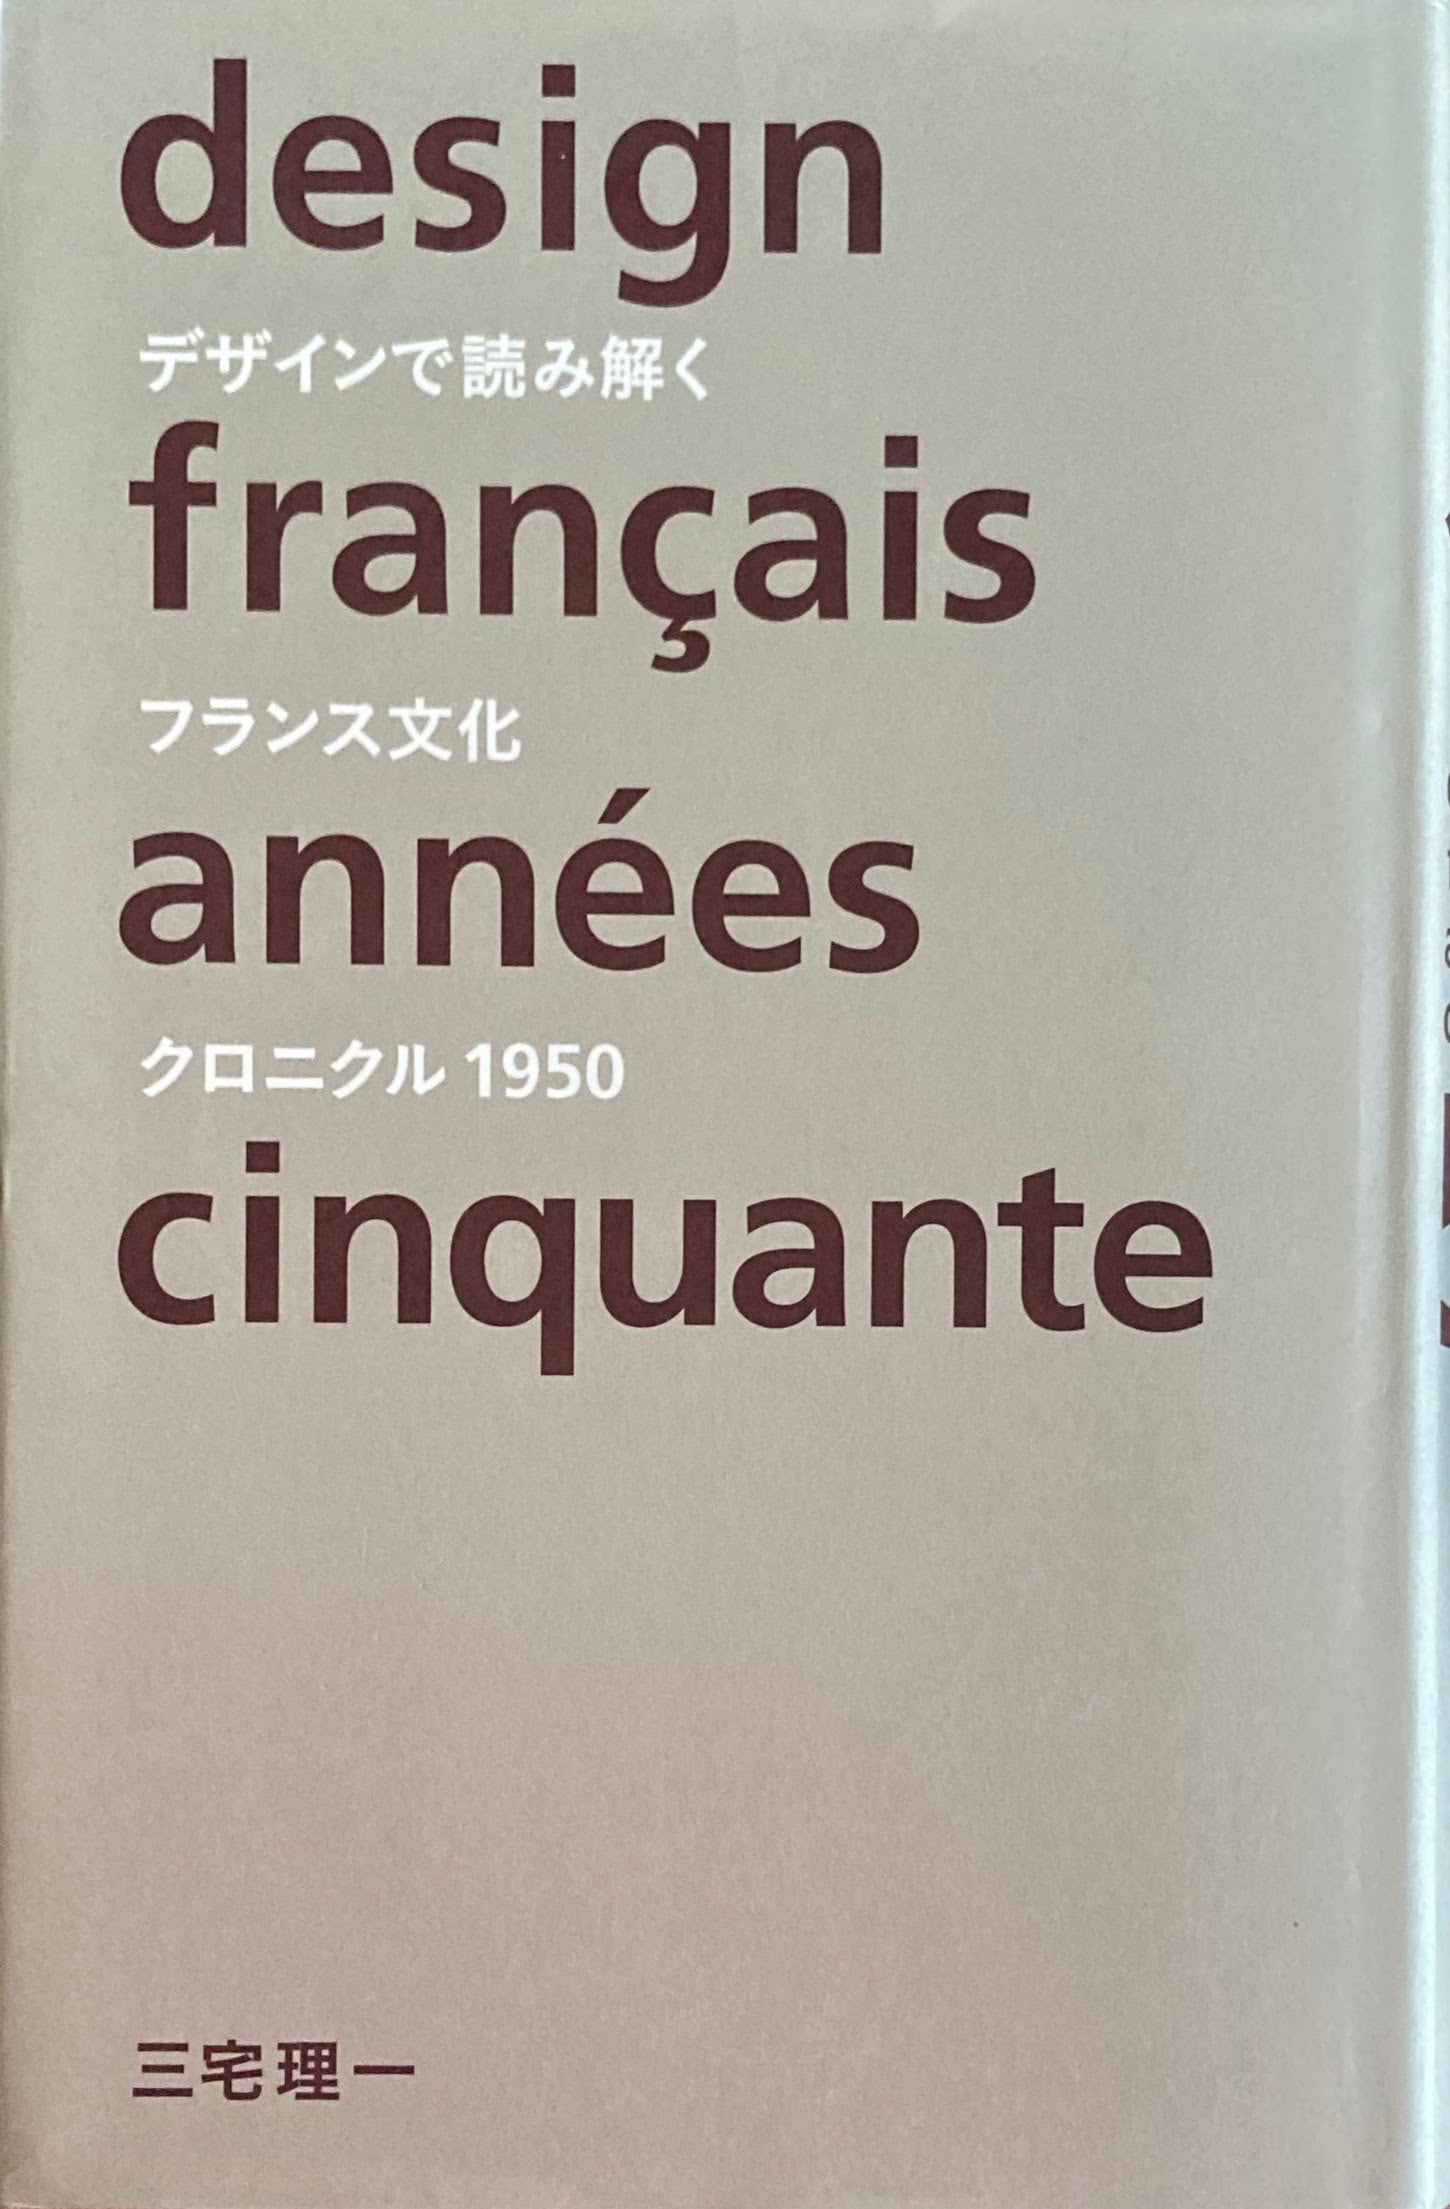 design
デザインで読み解く
français
フランス文化
années
クロニクル 1950
cinquante
三宅理一